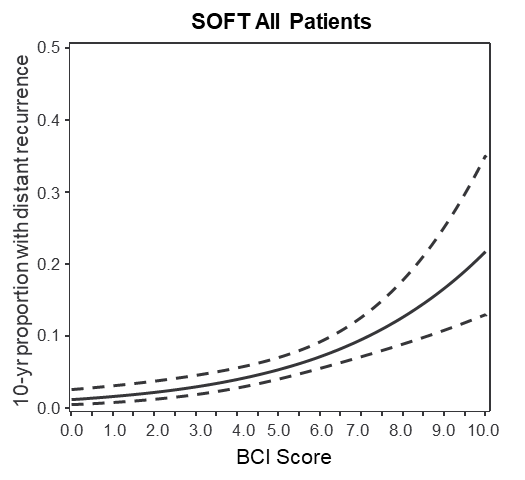 SOFT All Patients
10-yr proportion with distant recurrence
0.5
0.4
0.3
0.2
0.1
0.0
0.0 1.0 2.0 3.0 4.0 5.0 6.0 7.0 8.0 9.0 10.0
BCI Score